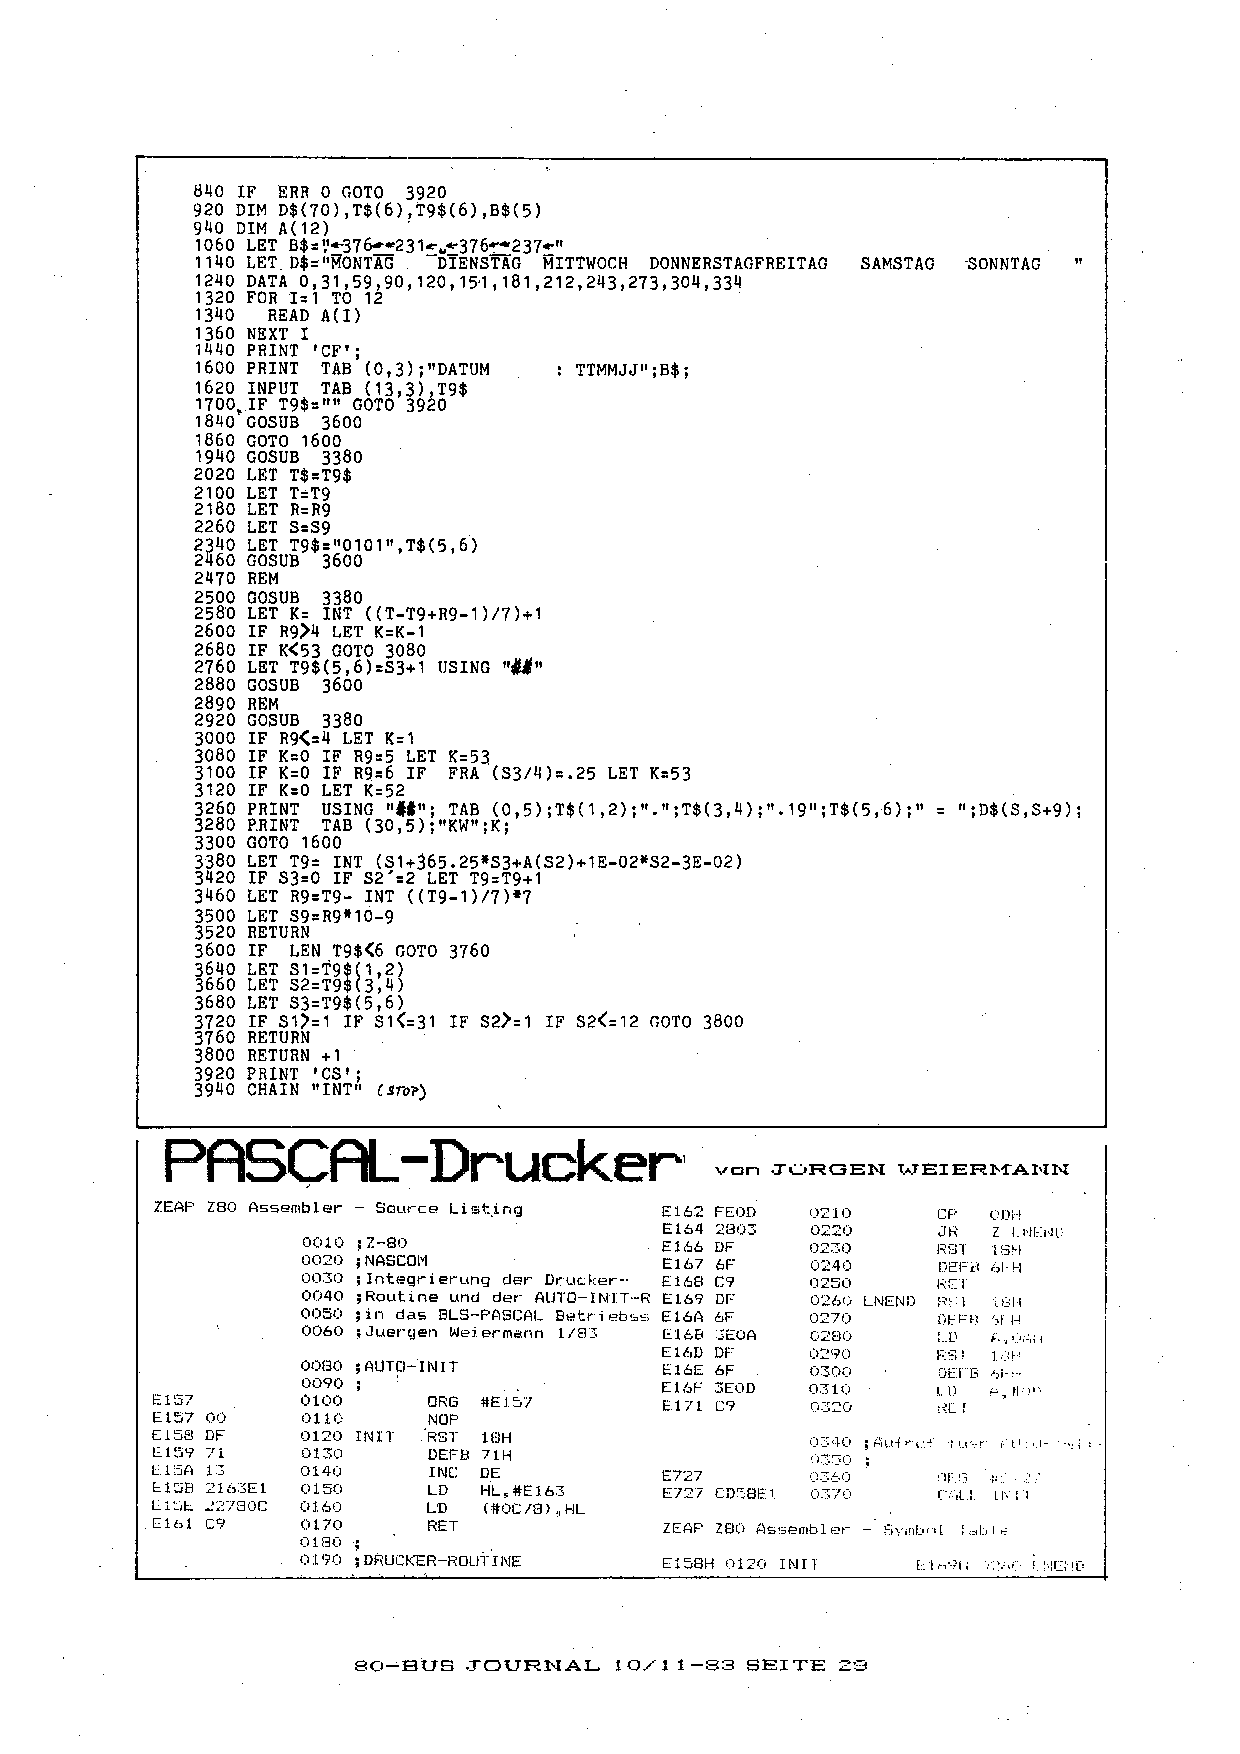 840 IF  ERR 0 GOTO  3920
920 DIM D$(70),T$(6),T9$(6),B$(5)
940 DIM A(12)
1060 LET B$="←376←←231←←376←←237←"
1140 LET D$="MONTAG    DIENSTAG  MITTWOCH  DONNERSTAGFREITAG   SAMSTAG   SONNTAG   "
1240 DATA 0,31,59,90,120,151,181,212,243,273,304,334
1320 FOR I=1 TO 12
1340   READ A(I)
1360 NEXT I
1440 PRINT 'CF';
1600 PRINT  TAB (0,3);"DATUM      : TTMMJJ";B$;
1620 INPUT  TAB (13,3),T9$
1700 IF T9$="" GOTO 3920
1840 GOSUB  3600
1860 GOTO 1600
1940 GOSUB  3380
2020 LET T$=T9$
2100 LET T=T9
2180 LET R=R9
2260 LET S=S9
2340 LET T9$="0101",T$(5,6)
2460 GOSUB  3600
2470 REM
2500 GOSUB  3380
2580 LET K= INT ((T-T9+R9-1)/7)+1
2600 IF R9>4 LET K=K-1
2680 IF K<53 GOTO 3080
2760 LET T9$(5,6)=S3+1 USING "##"
2880 GOSUB  3600
2890 REM
2920 GOSUB  3380
3000 IF R9<=4 LET K=1
3080 IF K=0 IF R9=5 LET K=53
3100 IF K=0 IF R9=6 IF  FRA (S3/4)=.25 LET K=53
3120 IF K=0 LET K=52
3260 PRINT  USING "##"; TAB (0,5);T$(1,2);".";T$(3,4);".19";T$(5,6);" = ";D$(S,S+9);
3280 PRINT  TAB (30,5);"KW";K;
3300 GOTO 1600
3380 LET T9= INT (S1+365.25*S3+A(S2)+1E-02*S2-3E-02)
3420 IF S3=0 IF S2 =2 LET T9=T9+1
3460 LET R9=T9- INT ((T9-1)/7)*7
3500 LET S9=R9*10-9
3520 RETURN
3600 IF  LEN T9$<6 GOTO 3760
3640 LET S1=T9$(1,2)
3660 LET S2=T9$(3,4)
3680 LET S3=T9$(5,6)
3720 IF S1>=1 IF S1<=31 IF S2>=1 IF S2<=12 GOTO 3800
3760 RETURN
3800 RETURN +1
3920 PRINT 'CS';
3940 CHAIN "INT" (STOP)
PASCAL-Drucker von JÜRGEN WEIERMANN
ZEAP Z80 Assembler - Source Listing
0010 ;Z-80
0020 ;NASCOM
0030 ;Integrierung der Drucker-
0040 ;Routine und der AUTO-INIT-R
0050 ;in das BLS-PASCAL Betriebss
0060 ;Juergen Weiermann 1/83
0080 ;AUTO-INIT
0090 ;
E157 0100 ORG #E157
E157 00 0110 NOP
E158 DF 0120 INIT RST 18H
E159 71 0130 DEFB 71H
E15A 13 0140 INC DE
E15B 2163E1 0150 LD HL,#E163
E15E 22780C 0160 LD (#0C78),HL
E161 C9 0170 RET
0180 ;
0190 ;DRUCKER-ROUTINE
E162 FE0D 0210 CP 0DH
E164 2803 0220 JR Z LNEND
E166 DF 0230 RST 18H
E167 6F 0240 DEFB 6FH
E168 C9 0250 RET
E169 DF 0260 LNEND RST 18H
E16A 6F 0270 DEFB 6FH
E16B 3E0A 0280 LD
E16D DF 0290 RST 18H
E16E 6F 0300 DEFB
E16F 3E0D 0310 LD
E171 C9 0320 RET
0340 ;Aufruf
0350 ;
E727 0360
E727 CD58E1 0370 CALL INIT
ZEAP Z80 Assembler - Symbol Table
E158H 0120 INIT LNEND
80-BUS JOURNAL 10/11-83 SEITE 29